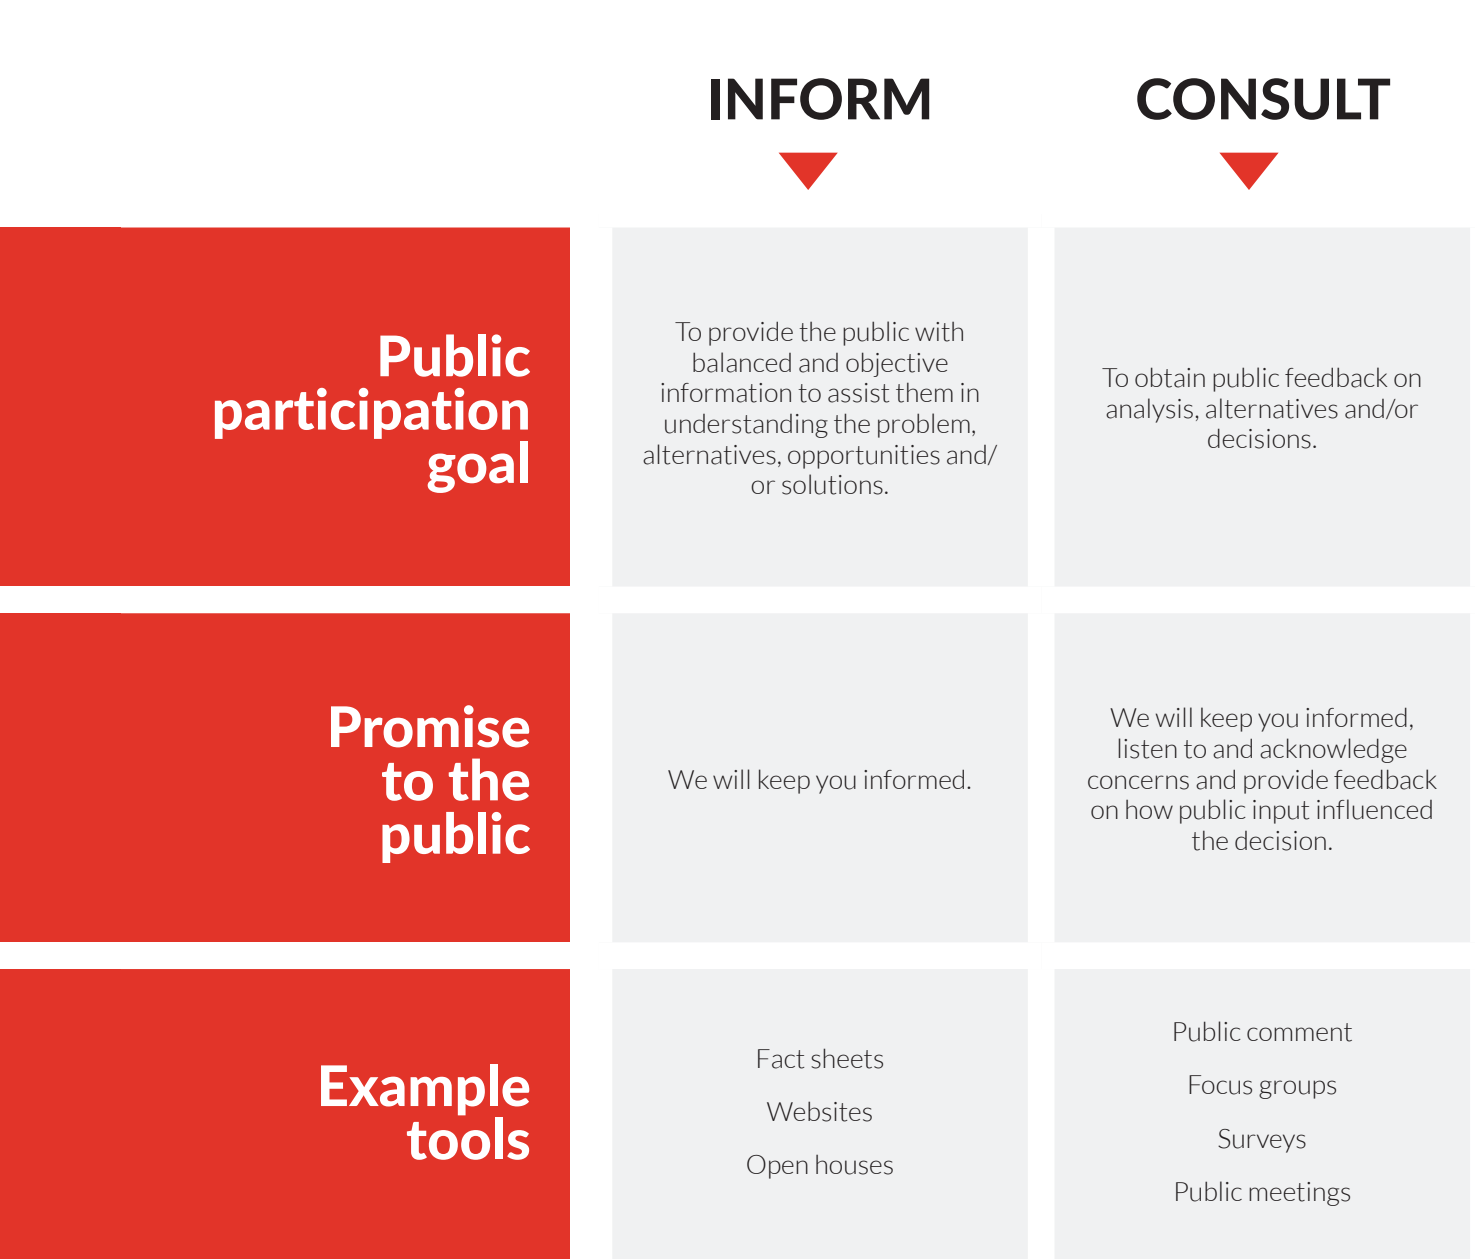 INFORM
CONSULT
Public
participation
goal
To provide the public with
balanced and objective
information to assist them in
understanding the problem,
alternatives, opportunities and/
or solutions.
To obtain public feedback on
analysis, alternatives and/or
decisions.
Promise
to the
public
We will keep you informed.
We will keep you informed,
listen to and acknowledge
concerns and provide feedback
on how public input influenced
the decision.
Example
tools
Fact sheets
Websites
Open houses
Public comment
Focus groups
Surveys
Public meetings